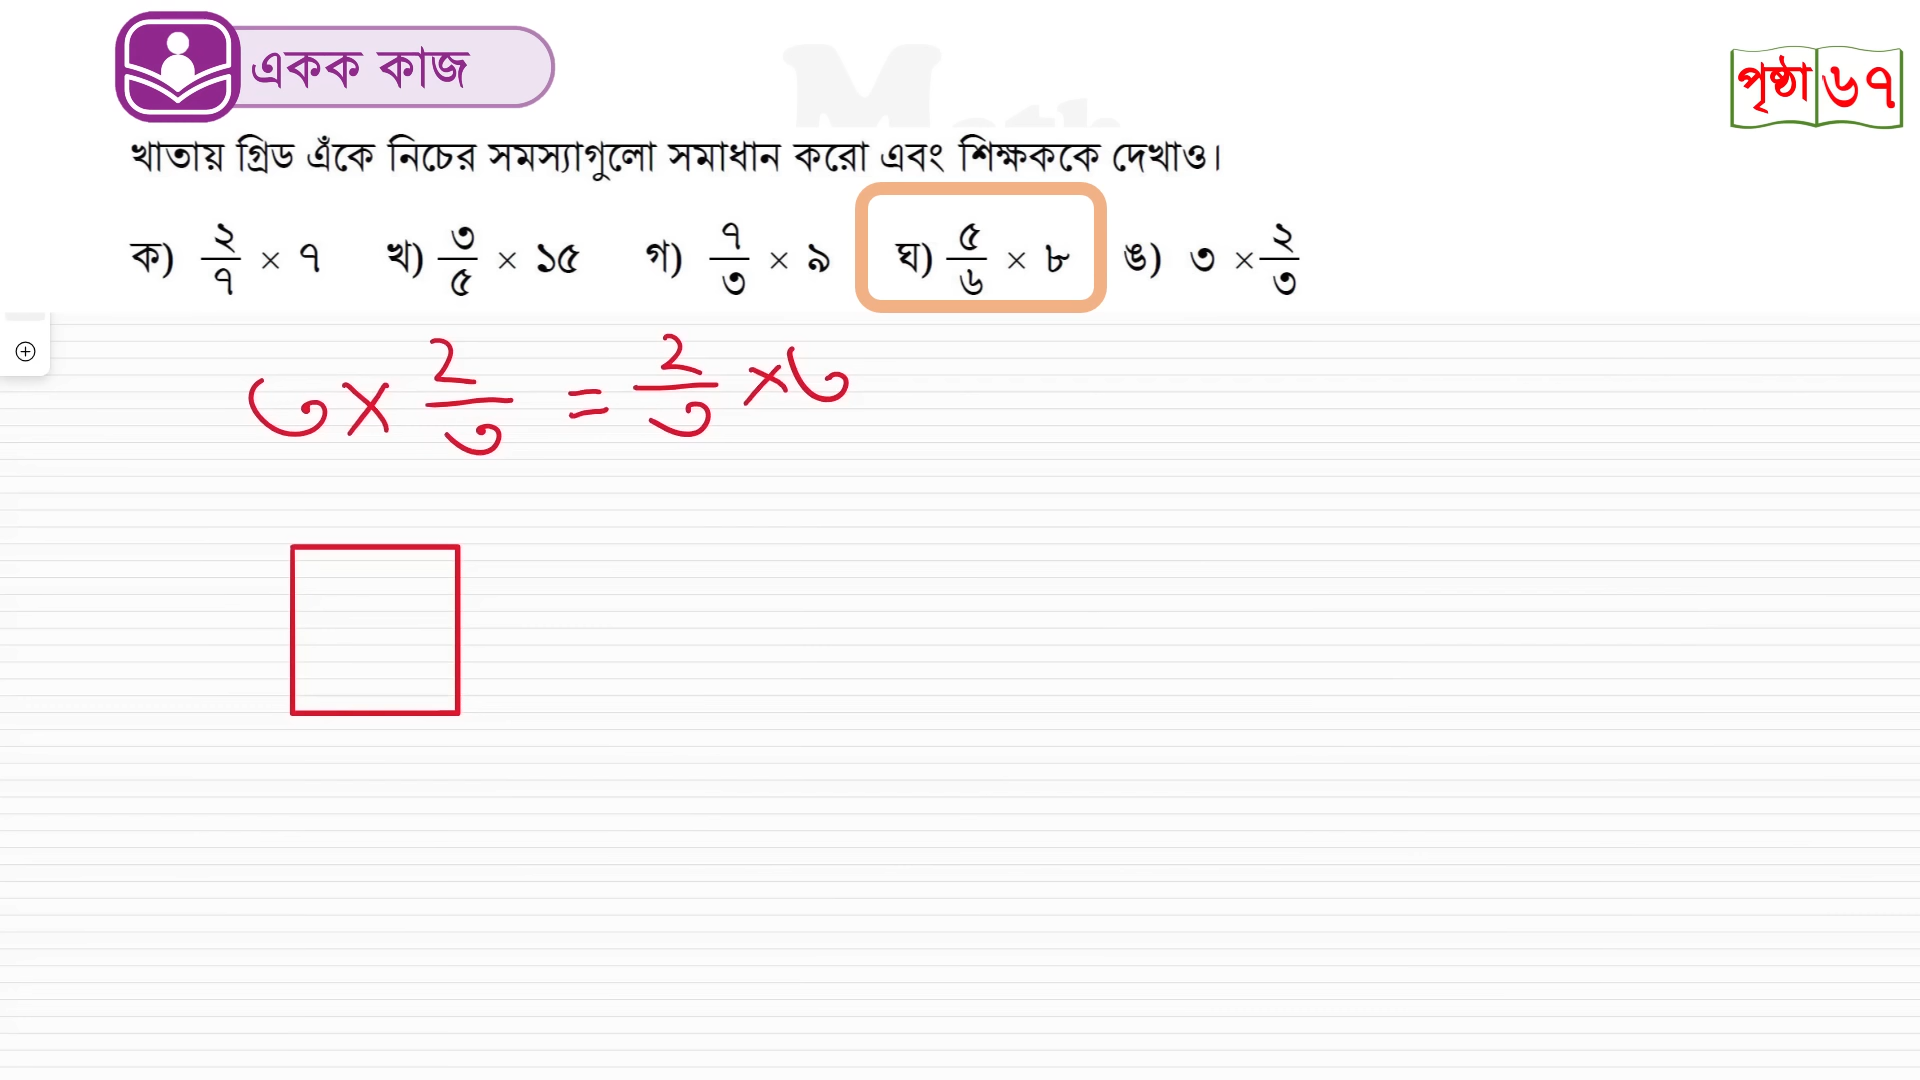 একক কাজ
পৃষ্ঠা ৬৭
Math
খাতায় গ্রিড এঁকে নিচের সমস্যাগুলো সমাধান করো এবং শিক্ষককে দেখাও।
ক) ২/৭ × ৭ খ) ৩/৫ × ১৫ গ) ৭/৩ × ৯ ঘ) ৫/৬ × ৮ ঙ) ৩ × ২/৩
৩ × ২/৩ = ২/৩ × ৩